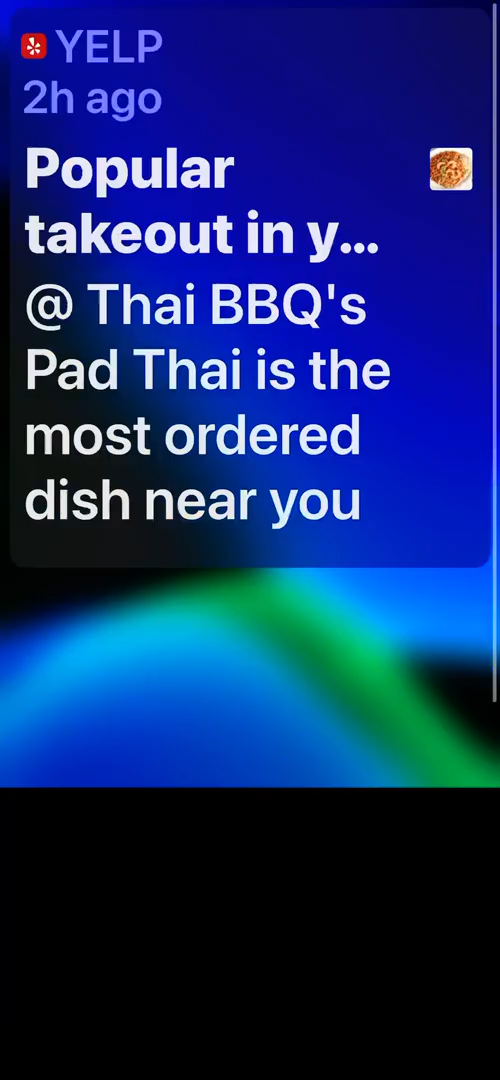 YELP
2h ago
Popular
takeout in y...
@ Thai BBQ's
Pad Thai is the
most ordered
dish near you